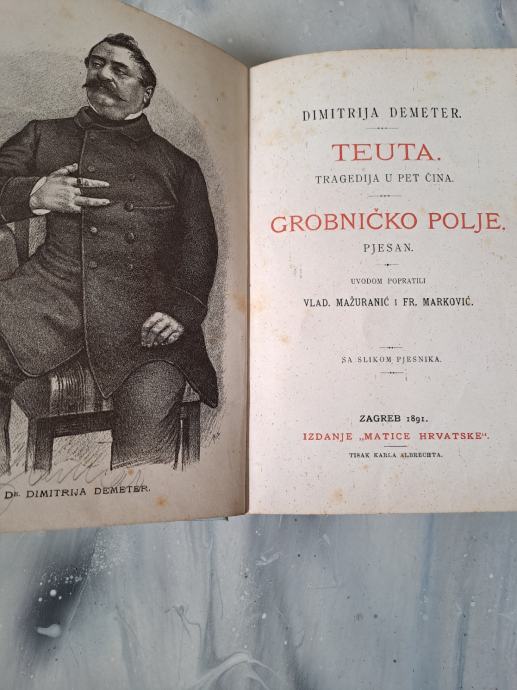 DR. DIMITRIJA DEMETER.
DIMITRIJA DEMETER.
TEUTA.
TRAGEDIJA U PET ČINA.
GROBNIČKO POLJE.
PJESAN.
UVODOM POPRATILI
VLAD. MAŽURANIĆ I FR. MARKOVIĆ.
SA SLIKOM PJESNIKA.
ZAGREB 1891.
IZDANJE „MATICE HRVATSKE“.
TISAK KARLA ALBRECHTA.